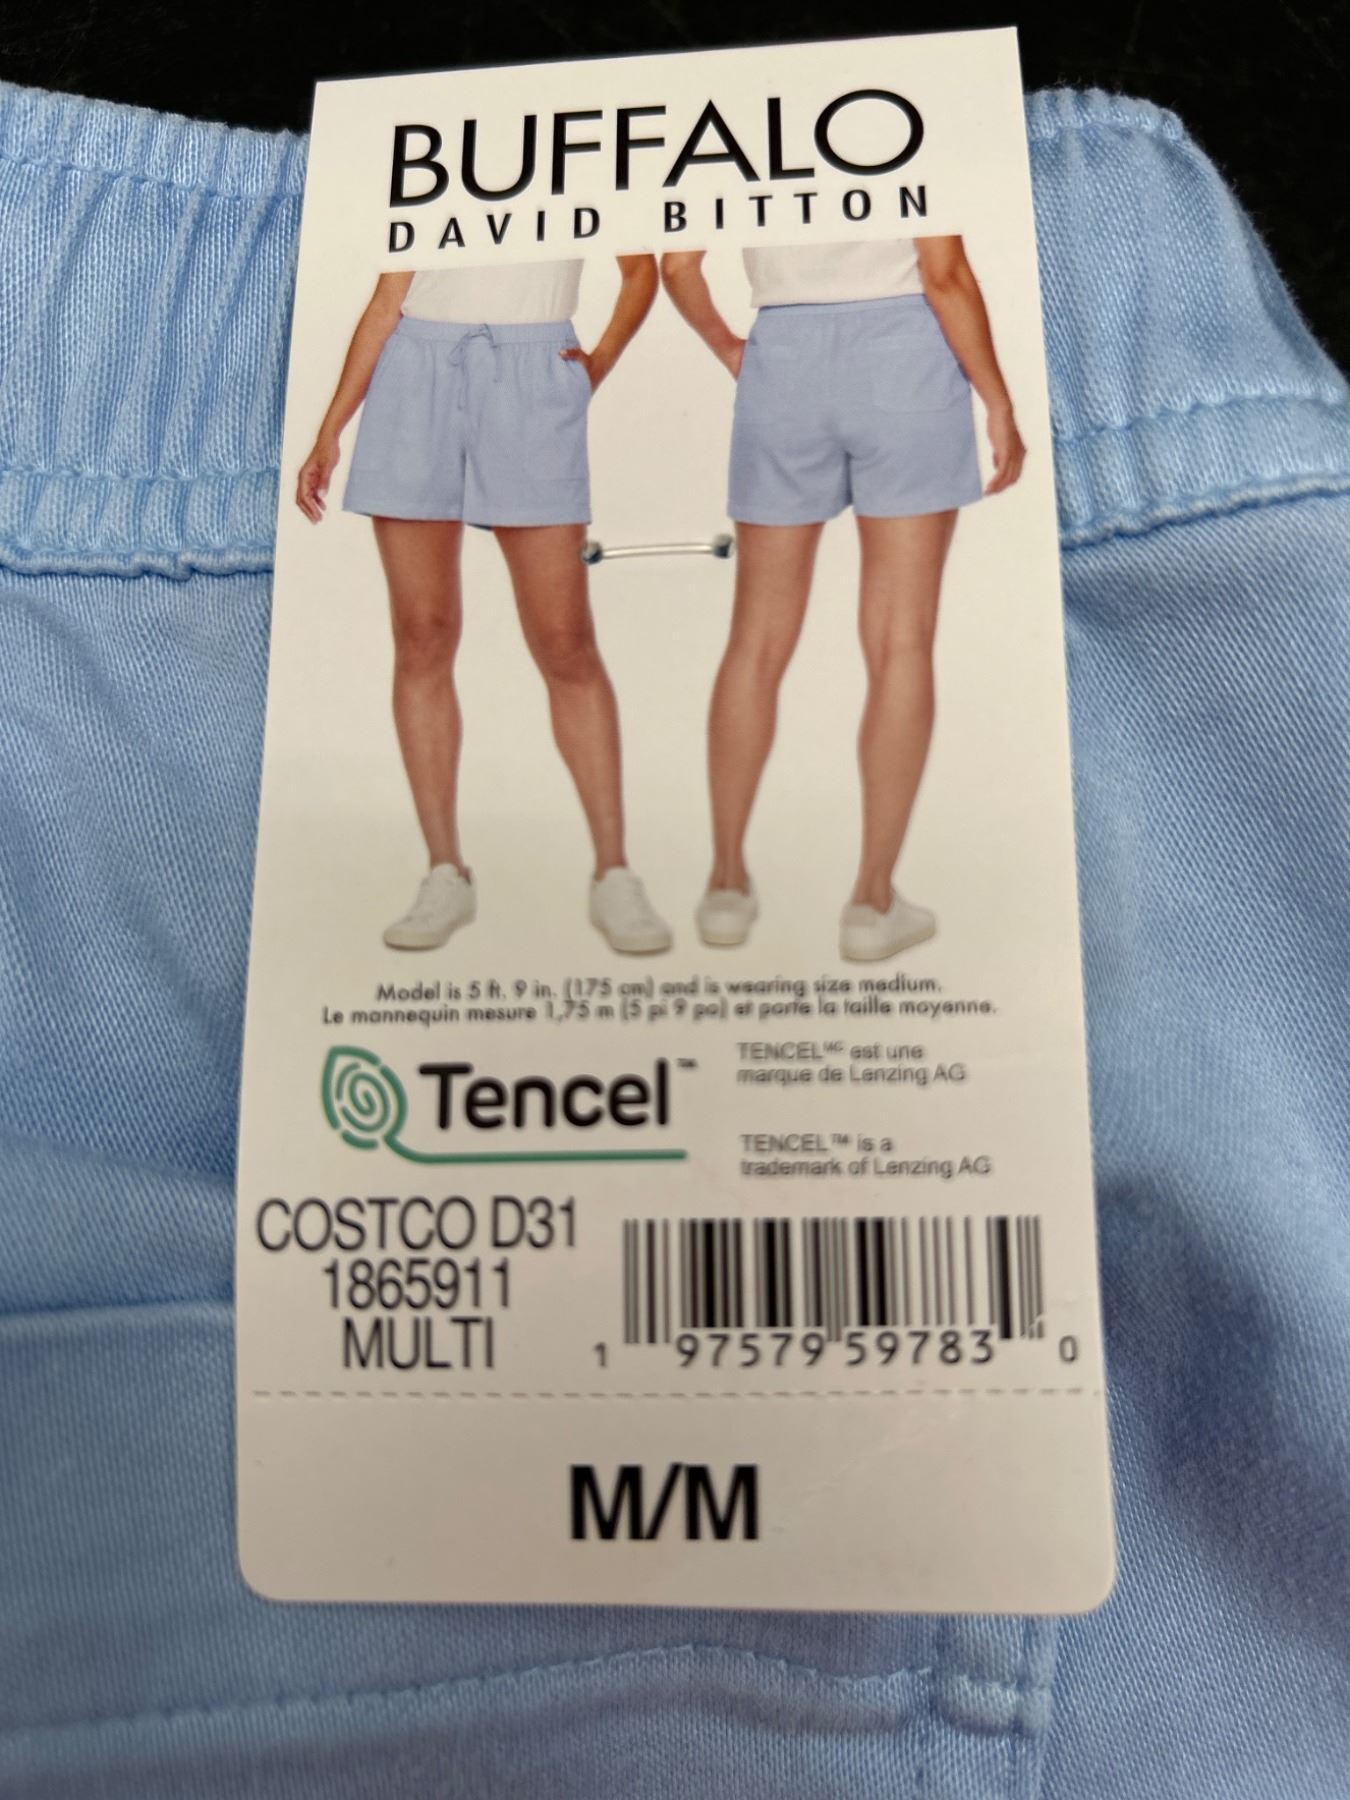 BUFFALO
DAVID BITTON
Model is 5 ft. 9 in. (175 cm) and is wearing size medium.
Le mannequin mesure 1,75 m (5 pi 9 po) et porte la taille moyenne.
Tencel™
TENCELᴹᶜ est une
marque de Lenzing AG
TENCEL™ is a
trademark of Lenzing AG
COSTCO D31
1865911
MULTI
1 97579 59783 0
M/M